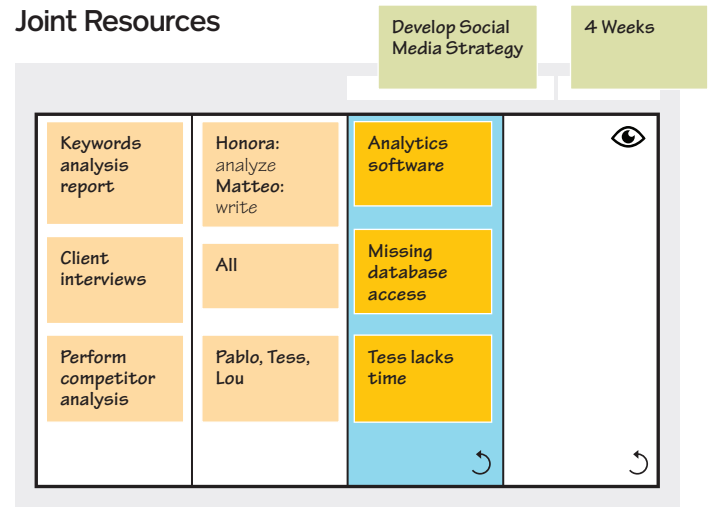 Joint Resources
Develop Social
Media Strategy
4 Weeks
Keywords
analysis
report
Honora:
analyze
Matteo:
write
Analytics
software
Client
interviews
All
Missing
database
access
Perform
competitor
analysis
Pablo, Tess,
Lou
Tess lacks
time